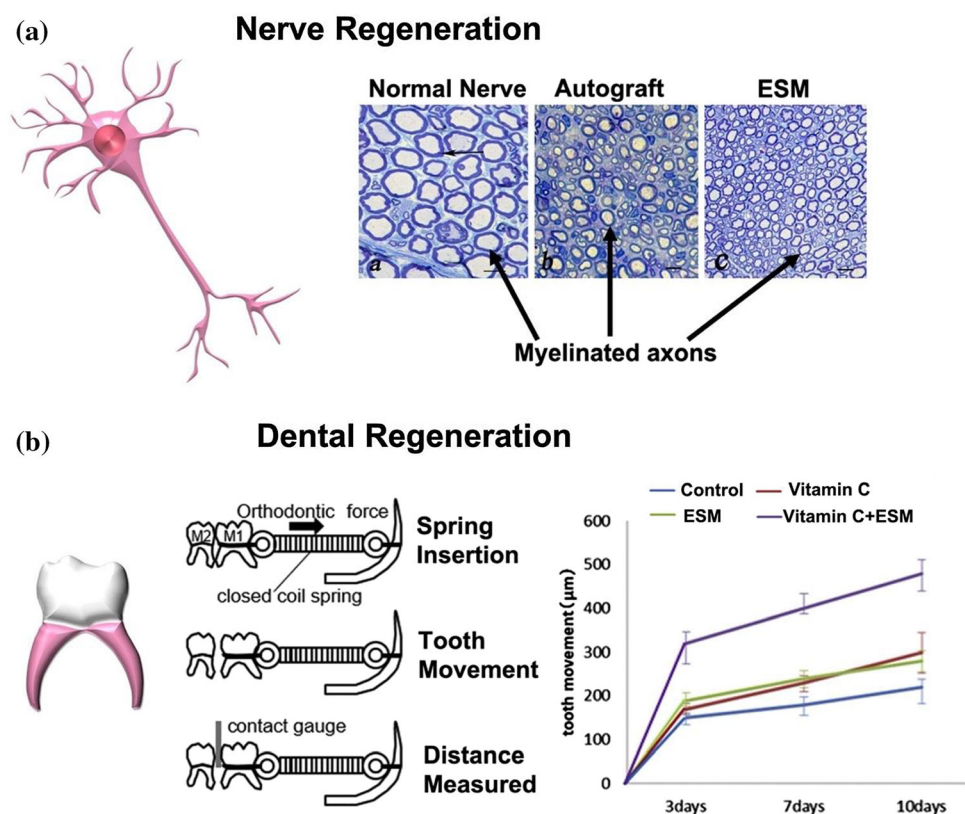 (a)
Nerve Regeneration
Normal Nerve
Autograft
ESM
a
b
c
Myelinated axons
(b)
Dental Regeneration
Orthodontic force
M2 M1
closed coil spring
Spring
Insertion
Tooth
Movement
contact gauge
Distance
Measured
Control
Vitamin C
ESM
Vitamin C+ESM
tooth movement(μm)
600
500
400
300
200
100
0
3days
7days
10days